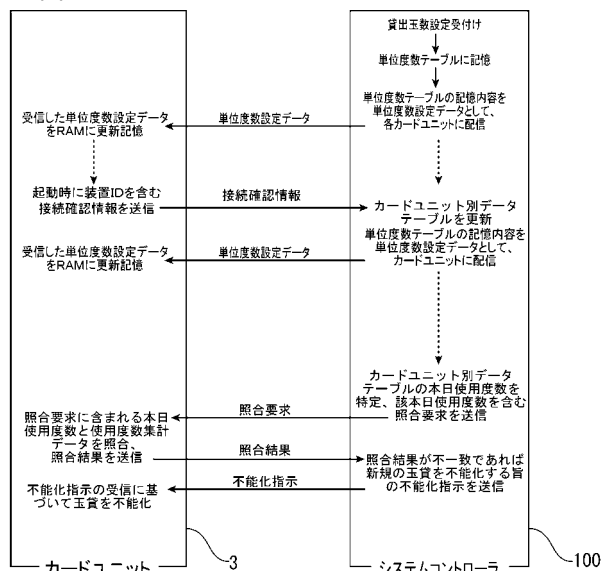 貸出玉数設定受付け
単位度数テーブルに記憶
単位度数テーブルの記憶内容を
単位度数設定データとして、
各カードユニットに配信
単位度数設定データ
受信した単位度数設定データ
をRAMに更新記憶
起動時に装置IDを含む
接続確認情報を送信
接続確認情報
カードユニット別データ
テーブルを更新
単位度数テーブルの記憶内容を
単位度数設定データとして、
カードユニットに配信
単位度数設定データ
受信した単位度数設定データ
をRAMに更新記憶
カードユニット別データ
テーブルの本日使用度数を
特定、該本日使用度数を含む
照合要求を送信
照合要求
照合要求に含まれる本日
使用度数と使用度数集計
データを照合、
照合結果を送信
照合結果
照合結果が不一致であれば
新規の玉貸を不能化する旨
の不能化指示を送信
不能化指示
不能化指示の受信に基
づいて玉貸を不能化
カードユニット
3
システムコントローラ
100